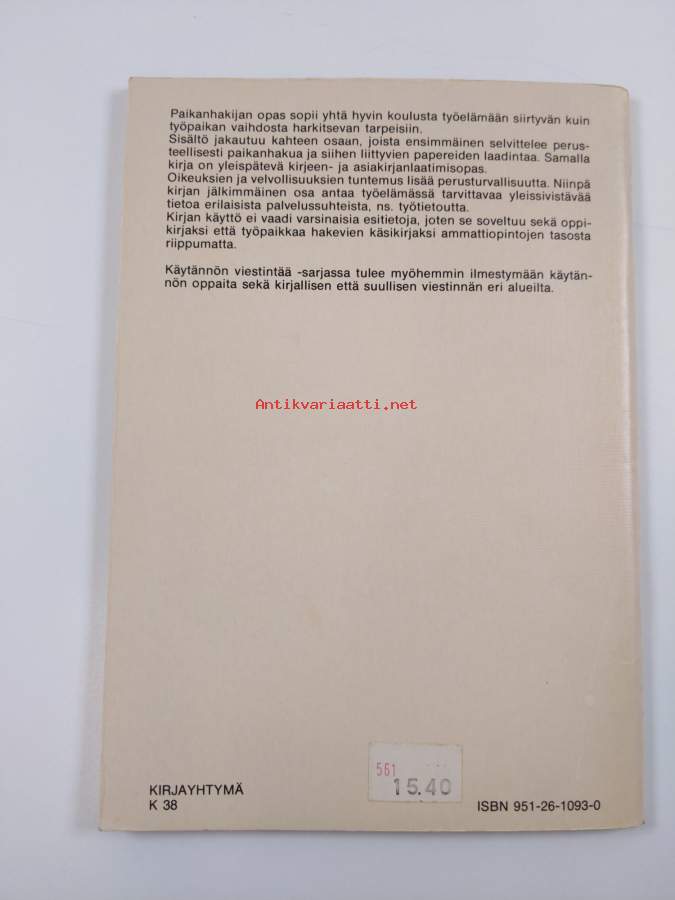 Paikanhakijan opas sopii yhtä hyvin koulusta työelämään siirtyvän kuin
työpaikan vaihdosta harkitsevan tarpeisiin.
Sisältö jakautuu kahteen osaan, joista ensimmäinen selvittelee perus-
teellisesti paikanhakua ja siihen liittyvien papereiden laadintaa. Samalla
kirja on yleispätevä kirjeen- ja asiakirjanlaatimisopas.
Oikeuksien ja velvollisuuksien tuntemus lisää perusturvallisuutta. Niinpä
kirjan jälkimmäinen osa antaa työelämässä tarvittavaa yleissivistävää
tietoa erilaisista palvelussuhteista, ns. työtietoutta.
Kirjan käyttö ei vaadi varsinaisia esitietoja, joten se soveltuu sekä oppi-
kirjaksi että työpaikkaa hakevien käsikirjaksi ammattiopintojen tasosta
riippumatta.
Käytännön viestintää -sarjassa tulee myöhemmin ilmestymään käytän-
nön oppaita sekä kirjallisen että suullisen viestinnän eri alueilta.
Antikvariaatti.net
561
15.40
KIRJAYHTYMÄ
K 38
ISBN 951-26-1093-0